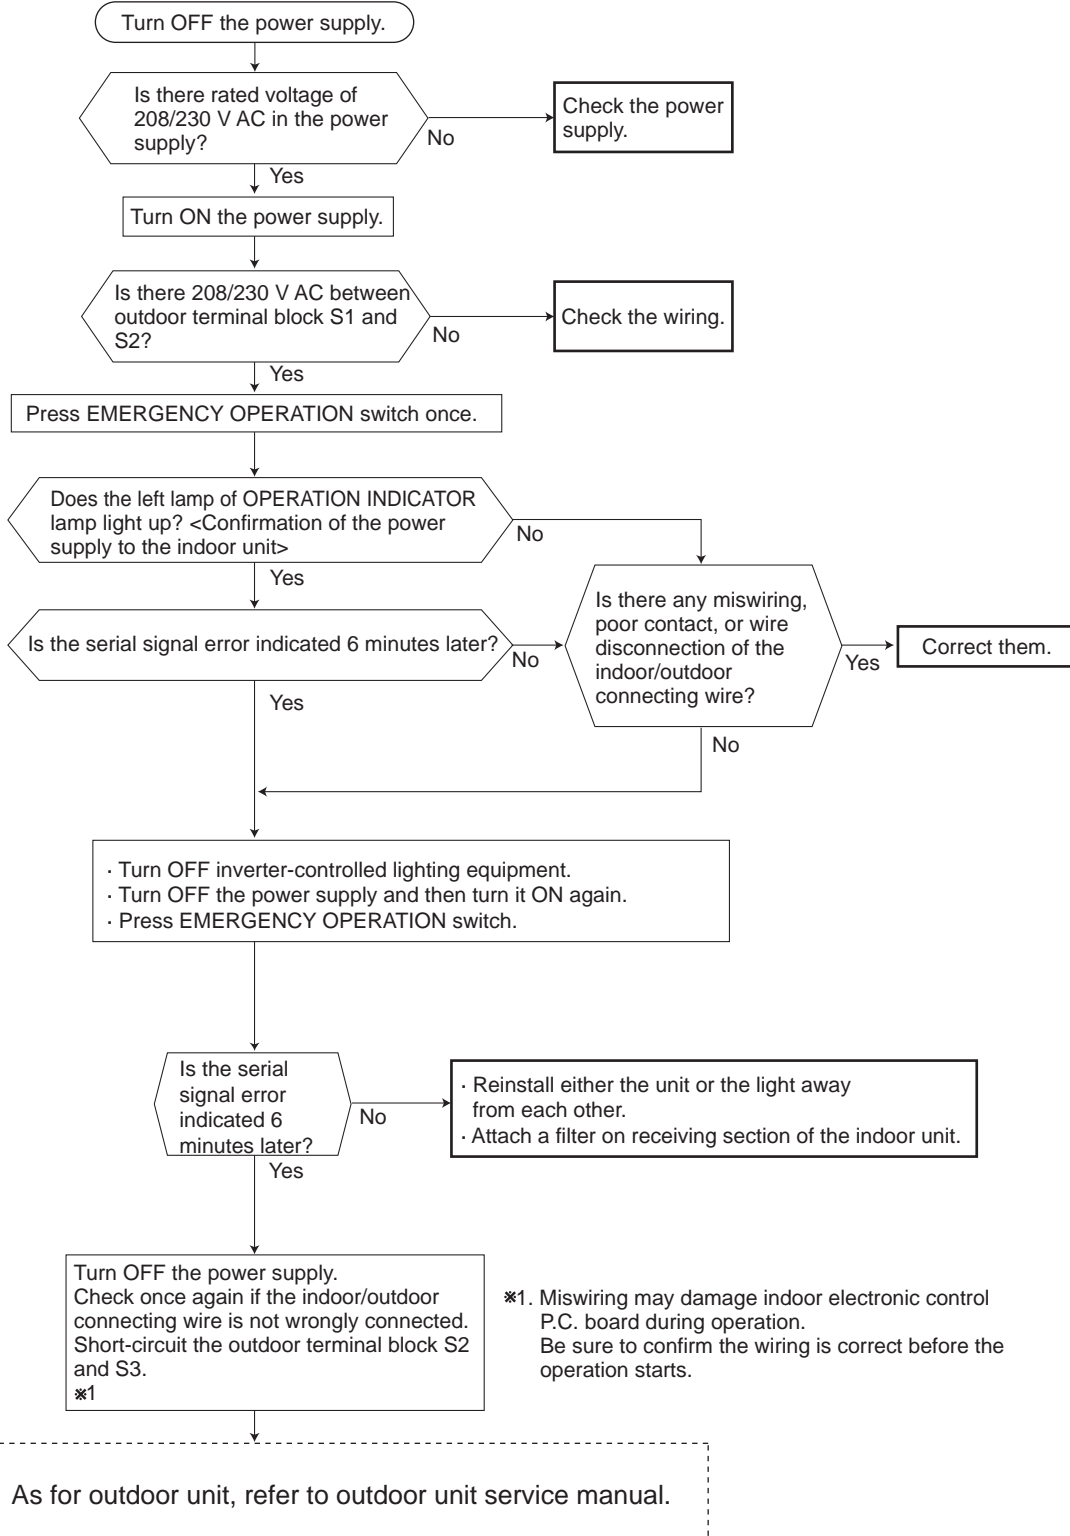 Turn OFF the power supply.
Is there rated voltage of
208/230 V AC in the power
supply?
No
Check the power
supply.
Yes
Turn ON the power supply.
Is there 208/230 V AC between
outdoor terminal block S1 and
S2?
No
Check the wiring.
Yes
Press EMERGENCY OPERATION switch once.
Does the left lamp of OPERATION INDICATOR
lamp light up? <Confirmation of the power
supply to the indoor unit>
No
Yes
Is the serial signal error indicated 6 minutes later?
No
Is there any miswiring,
poor contact, or wire
disconnection of the
indoor/outdoor
connecting wire?
Yes
Correct them.
Yes
No
· Turn OFF inverter-controlled lighting equipment.
· Turn OFF the power supply and then turn it ON again.
· Press EMERGENCY OPERATION switch.
Is the serial
signal error
indicated 6
minutes later?
No
· Reinstall either the unit or the light away
from each other.
· Attach a filter on receiving section of the indoor unit.
Yes
Turn OFF the power supply.
Check once again if the indoor/outdoor
connecting wire is not wrongly connected.
Short-circuit the outdoor terminal block S2
and S3.
※1
※1. Miswiring may damage indoor electronic control
P.C. board during operation.
Be sure to confirm the wiring is correct before the
operation starts.
As for outdoor unit, refer to outdoor unit service manual.